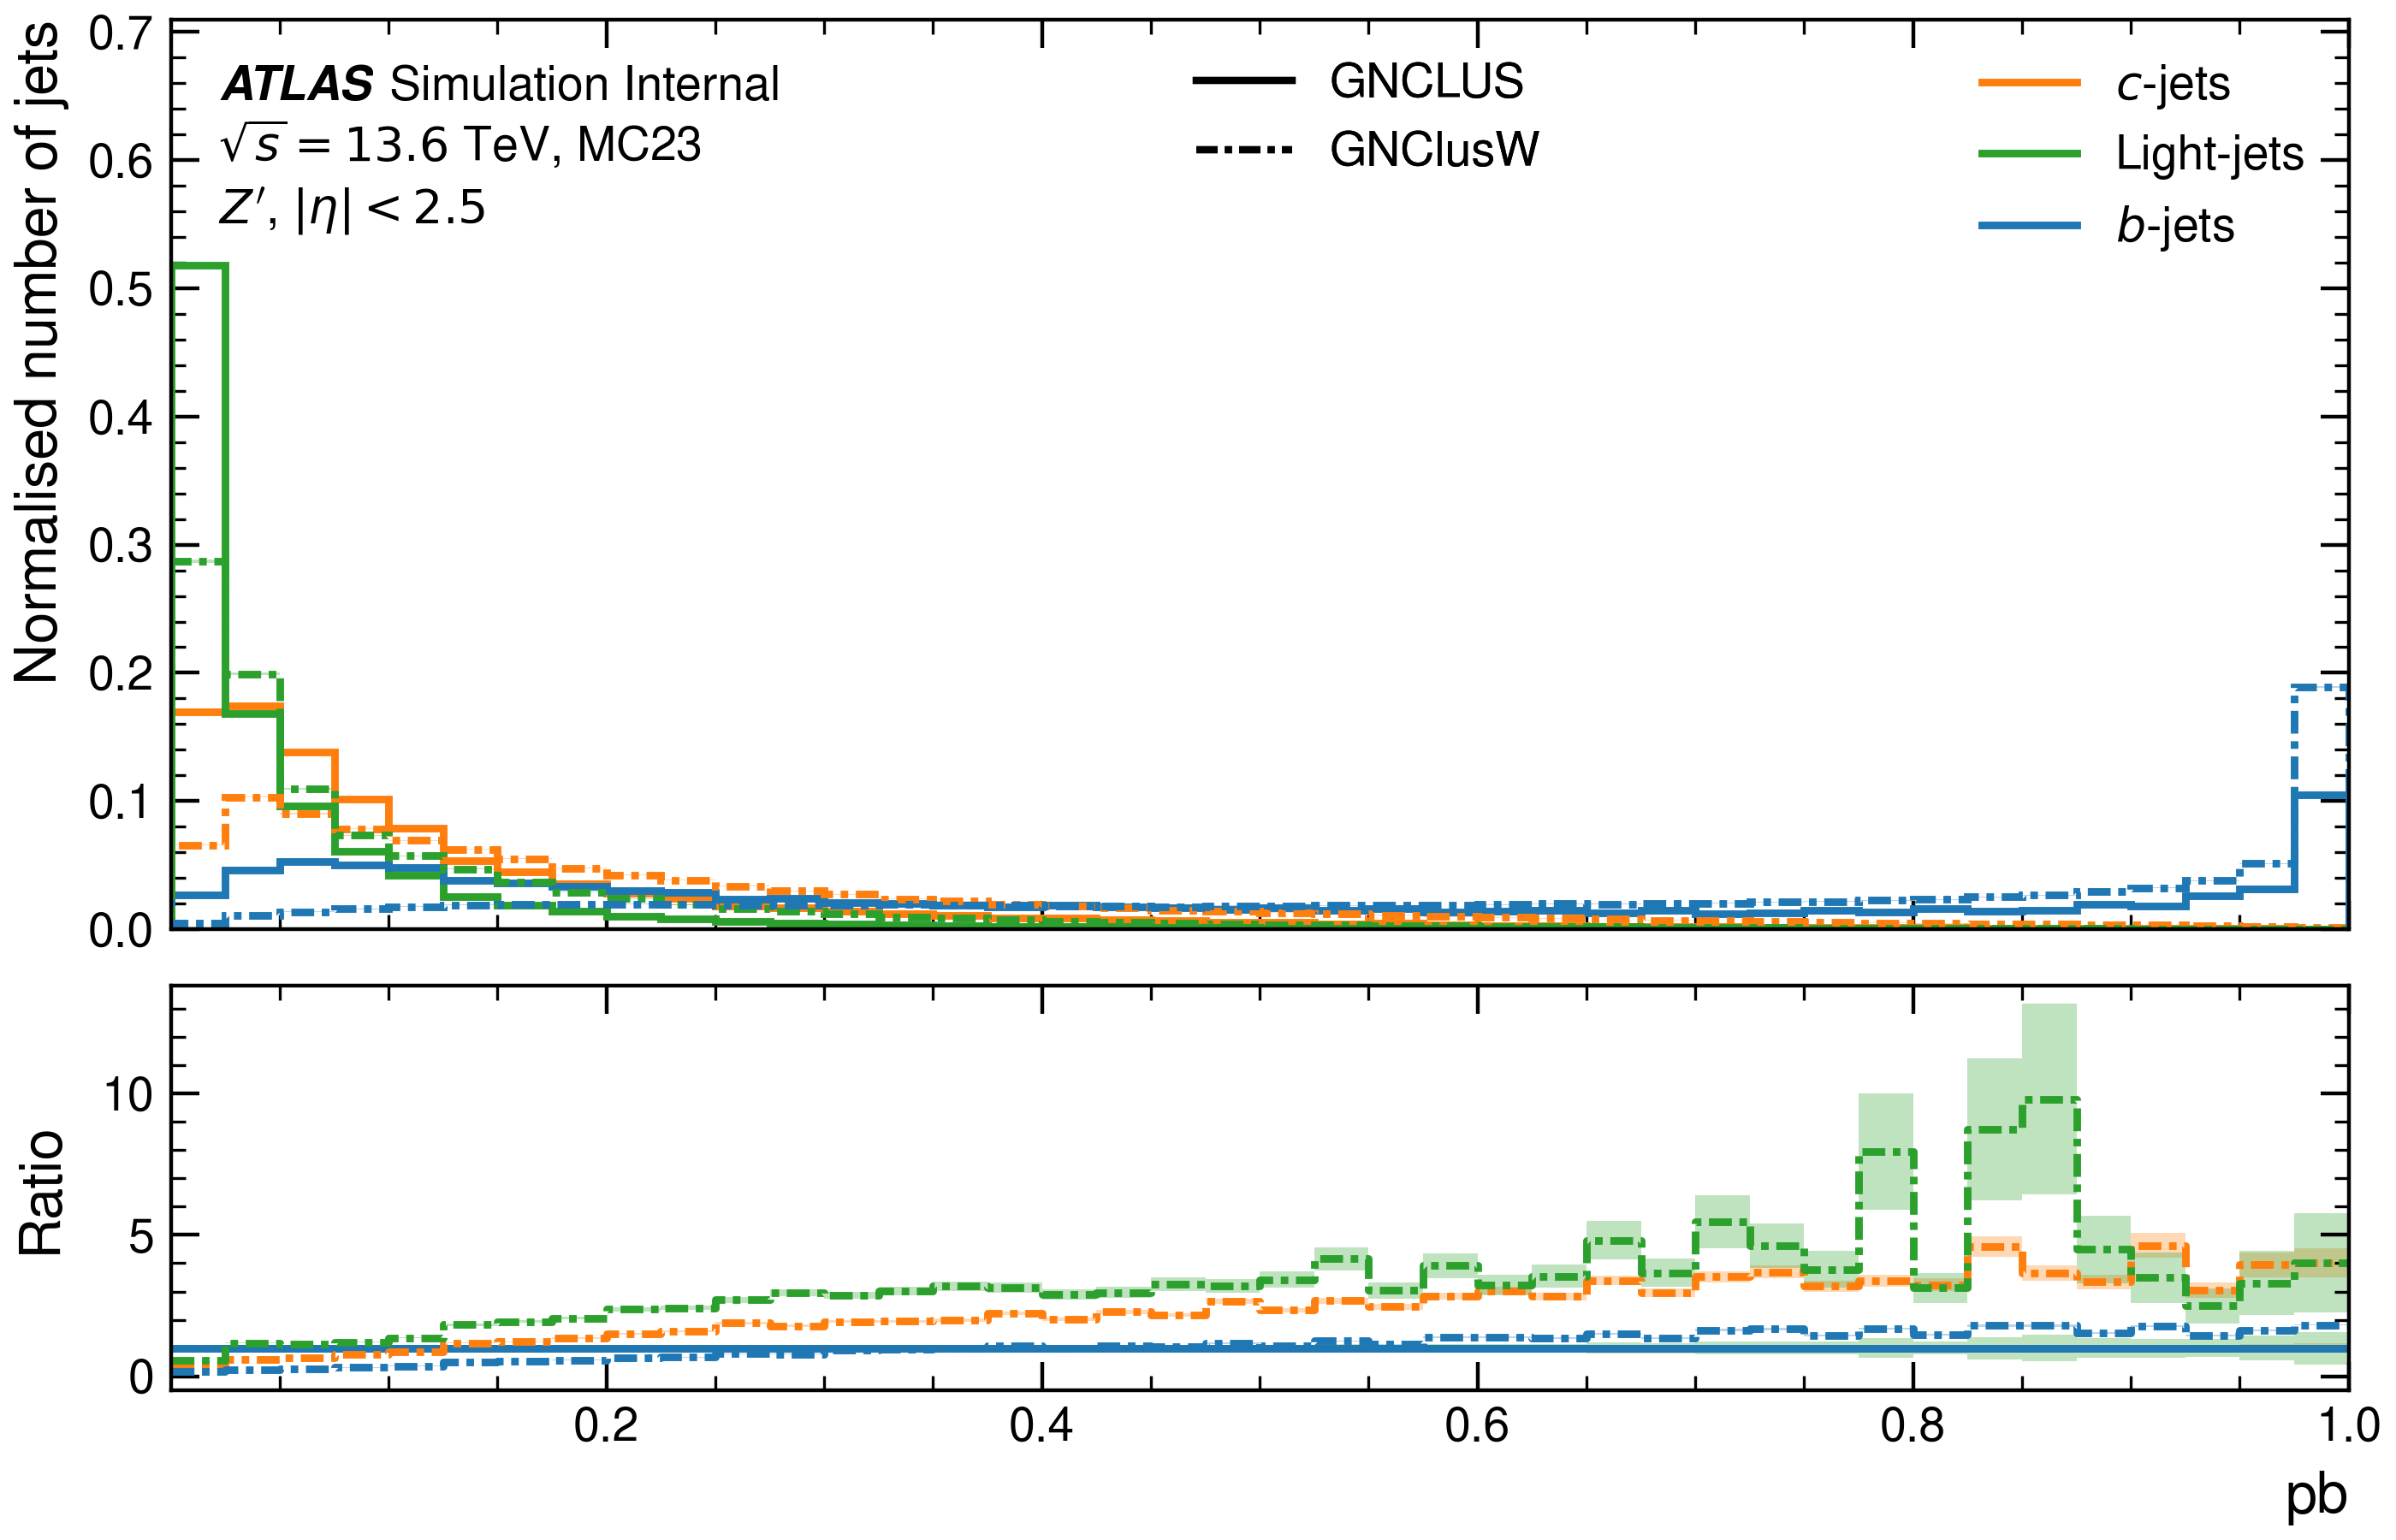 Normalised number of jets
0.7
0.6
0.5
0.4
0.3
0.2
0.1
0.0
ATLAS Simulation Internal
√s = 13.6 TeV, MC23
Z′, |η| < 2.5
GNCLUS
GNClusW
c-jets
Light-jets
b-jets
Ratio
10
5
0
0.2
0.4
0.6
0.8
1.0
pb